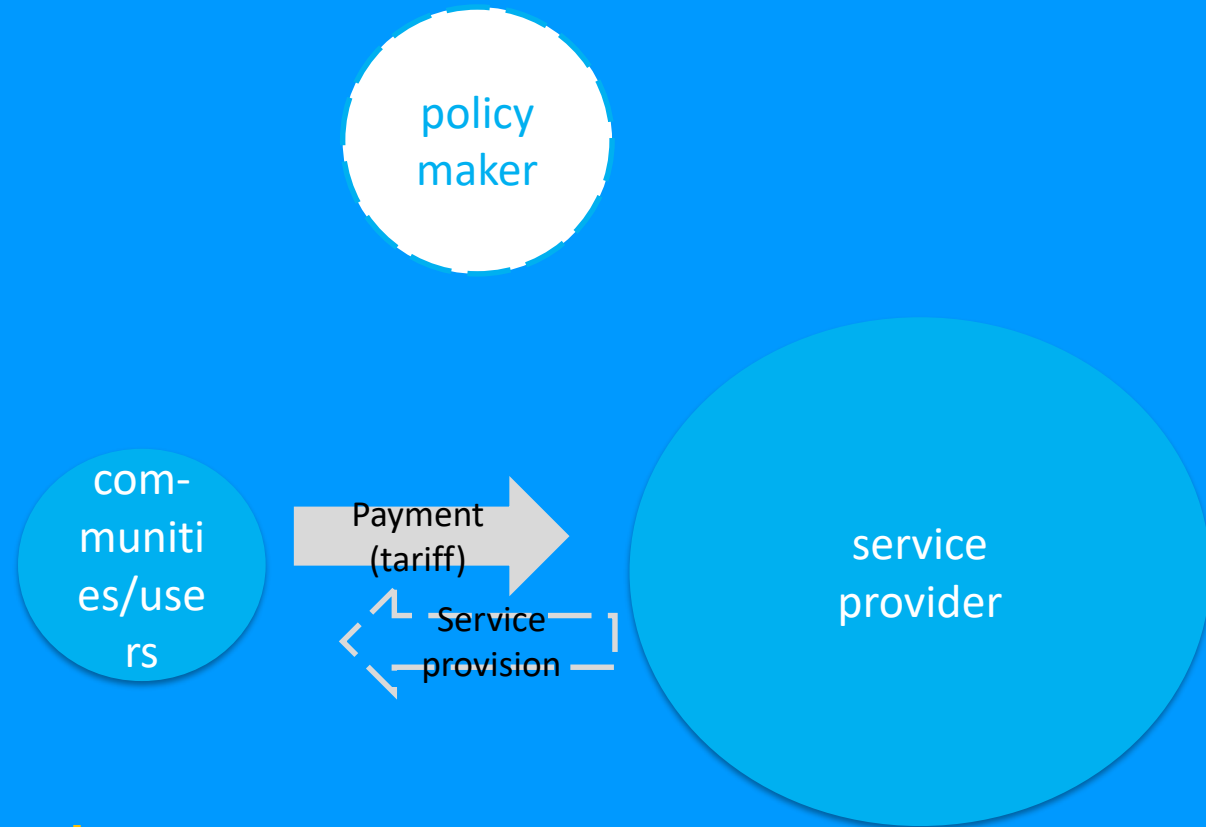 policy
maker
com-
muniti
es/use
rs
Payment
(tariff)
Service
provision
service
provider